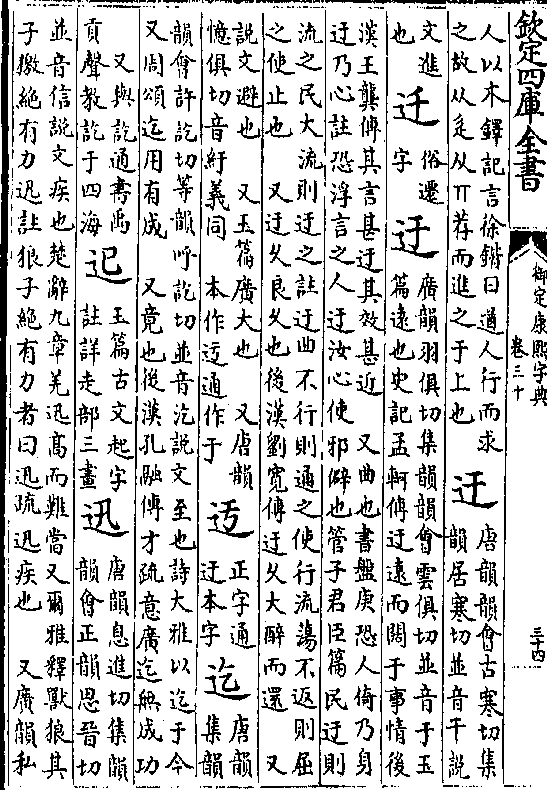 欽定四庫全書
御定康熙字典
卷三十
三十四
人以木鐸記言徐鍇曰遒人行而求
之故从辵从丌荐而進之于上也
迀
唐韻韻會古寒切集
韻居寒切並音干說
文進
也
迁
俗遷
字
迂
廣韻羽俱切集韻韻會雲俱切並音于玉
篇遠也史記孟軻傳迂遠而闊于事情後
漢王龔傳其言甚迂其效甚近　又曲也書盤庚恐人倚乃身
迂乃心註恐浮言之人迂汝心使邪僻也管子君臣篇民迂則
流之民大流則迂之註迂曲不行則通之使行流蕩不返則屈
之使止也　又迂久良久也後漢劉寬傳迂久大醉而還　又
說文避也　又玉篇廣大也　又唐韻
憶俱切音紆義同　本作迃通作于
迃
正字通
迂本字
迄
唐韻
集韻
韻會許訖切等韻呼訖切並音汔說文至也詩大雅以迄于今
又周頌迄用有成　又竟也後漢孔融傳才疏意廣迄無成功
又與訖通書禹
貢聲教訖于四海
𨑔
玉篇古文起字
註詳走部三畫
迅
唐韻息進切集韻
韻會正韻思晉切
並音信說文疾也楚辭九章羌迅高而難當又爾雅釋獸狼其
子獥絕有力迅註狼子絕有力者曰迅疏迅疾也　又廣韻私